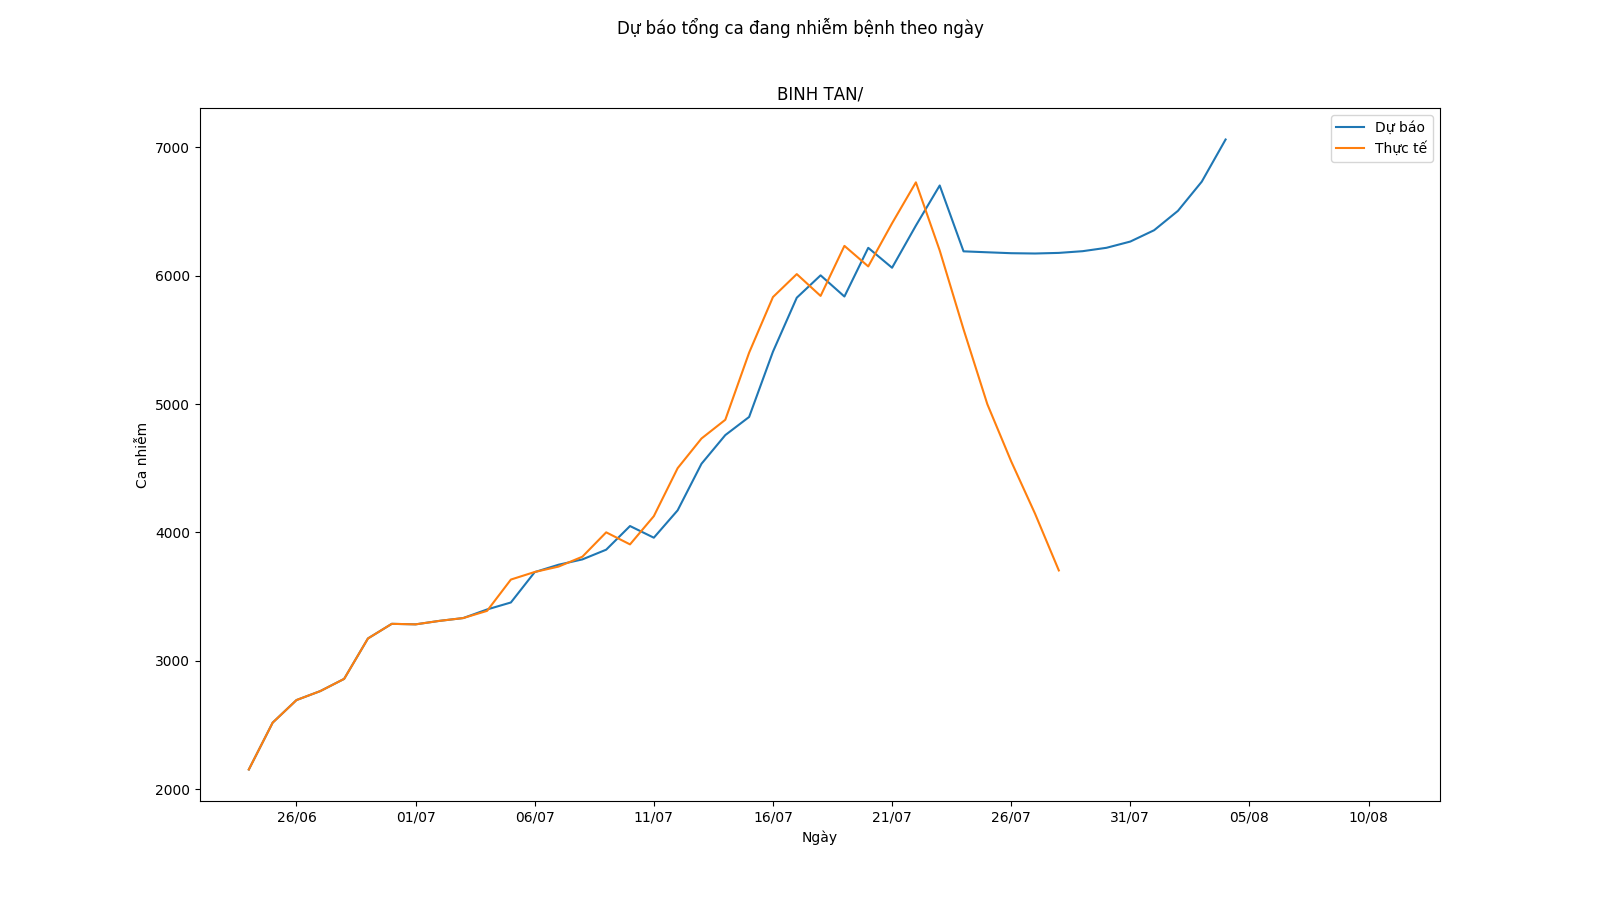 Dự báo tổng ca đang nhiễm bệnh theo ngày
BINH TAN/
Dự báo
Thực tế
7000
6000
5000
4000
3000
2000
Ca nhiễm
26/06 01/07 06/07 11/07 16/07 21/07 26/07 31/07 05/08 10/08
Ngày